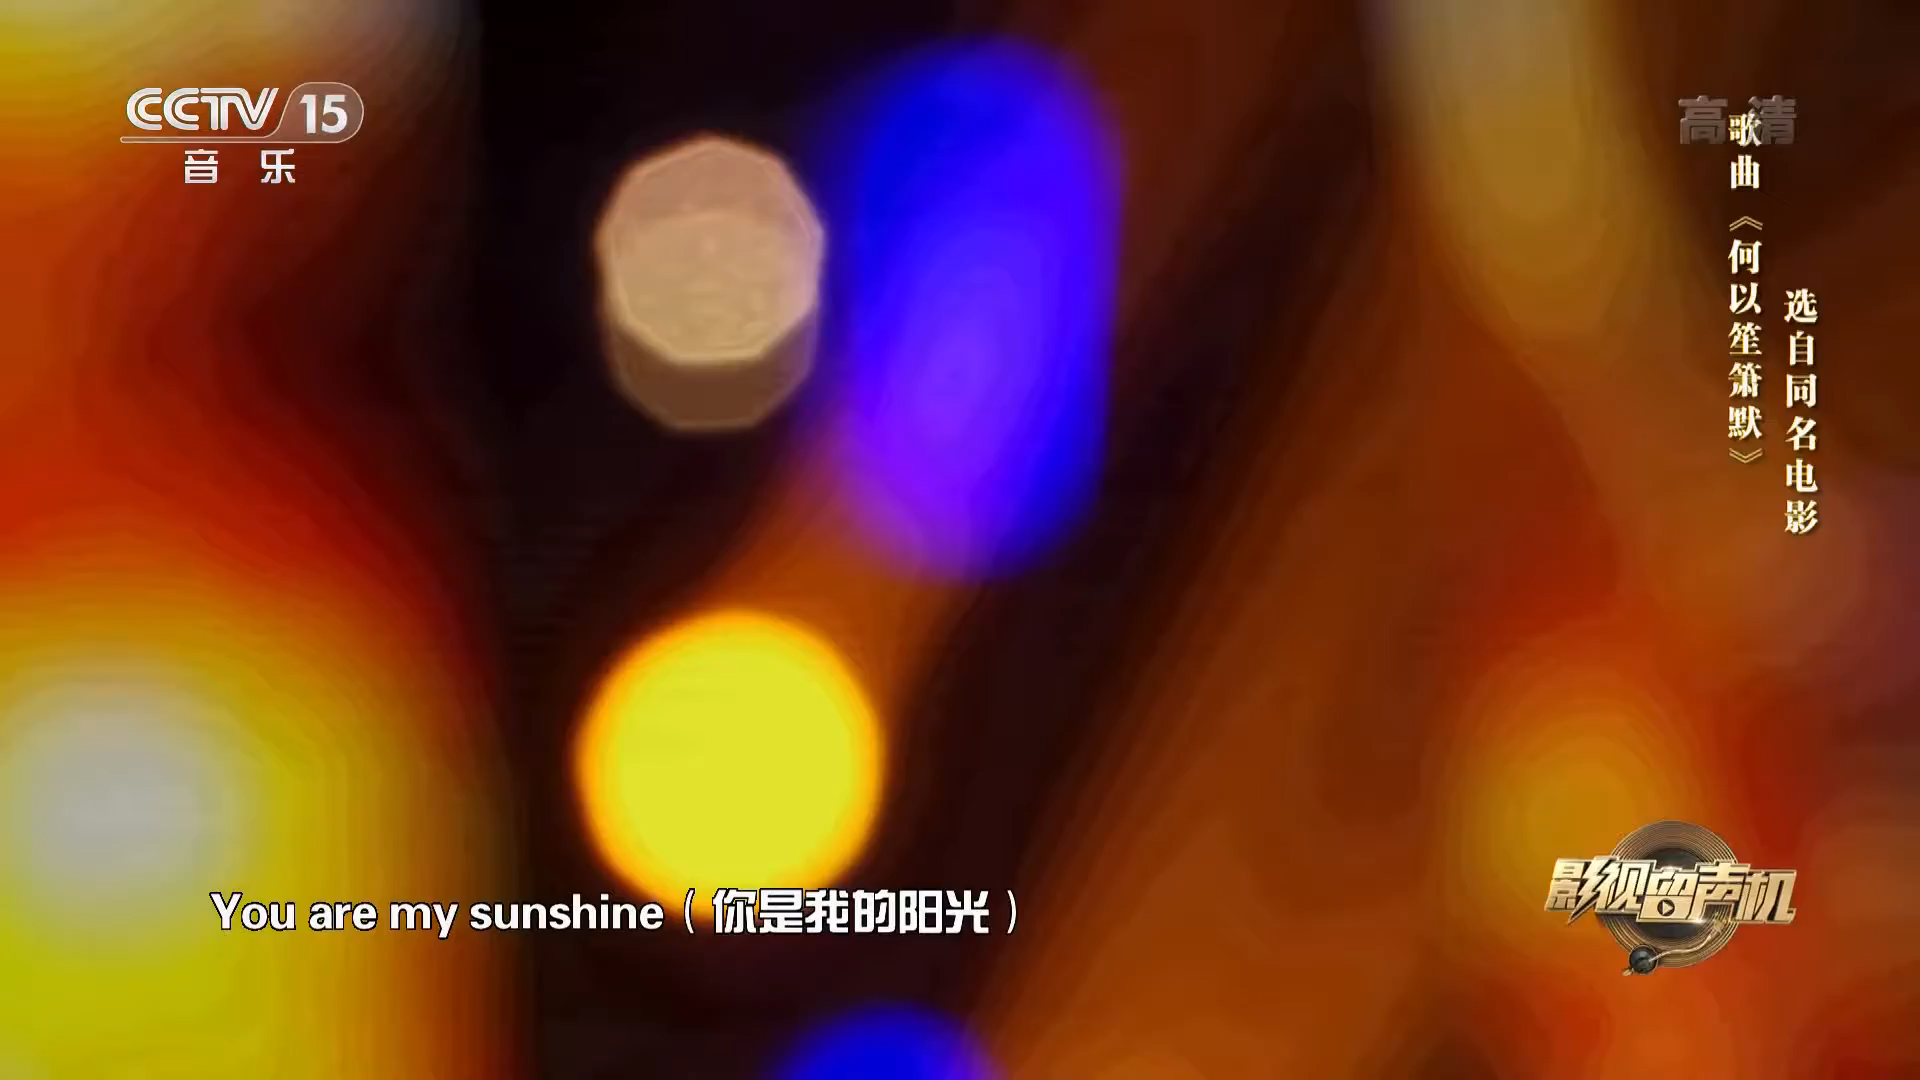 CCTV 15
音乐
高清
歌曲《何以笙箫默》
选自同名电影
You are my sunshine（你是我的阳光）
影视留声机